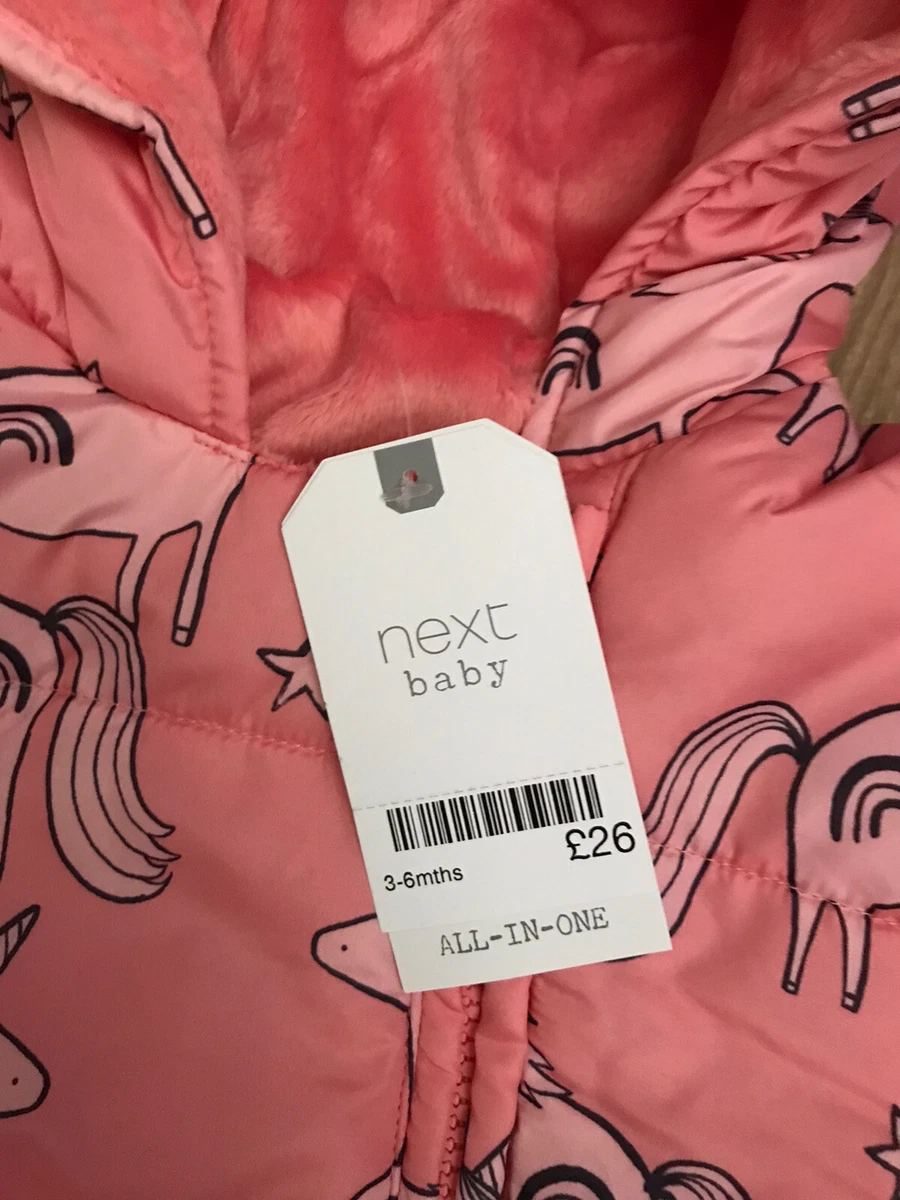 next
baby
£26
3-6mths
ALL-IN-ONE